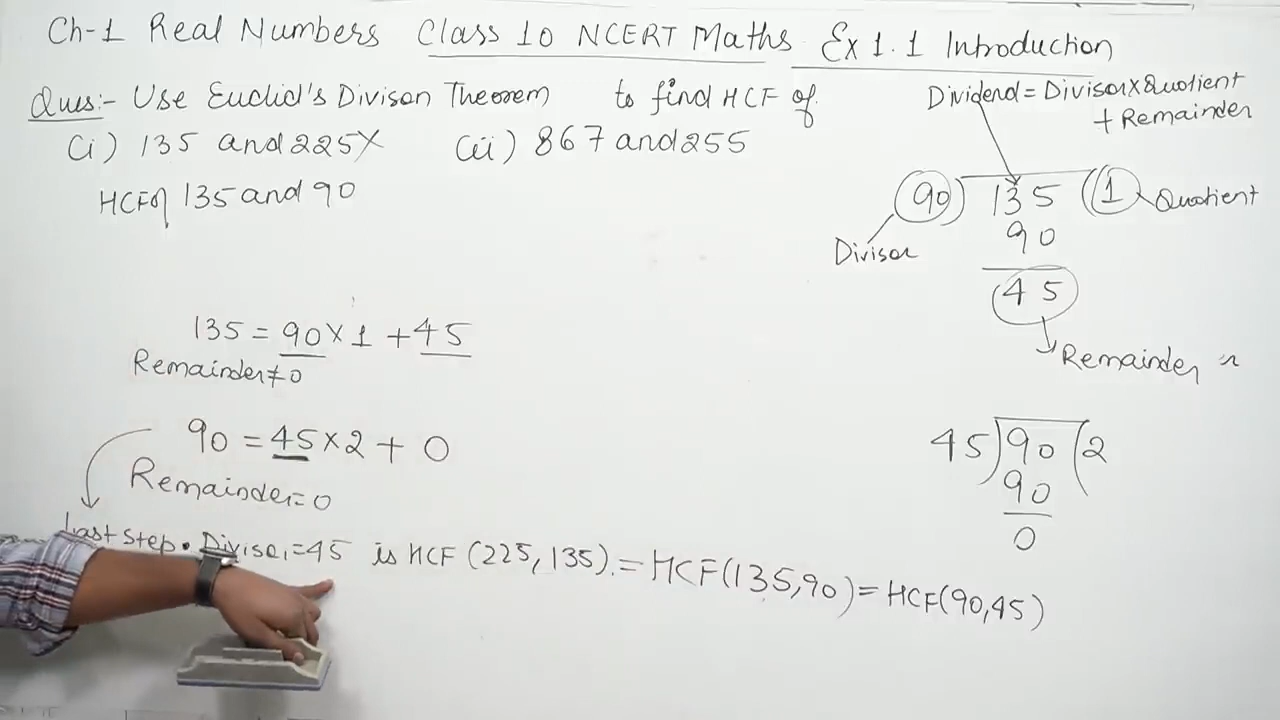 Ch-1 Real Numbers Class 10 NCERT Maths Ex 1.1 Introduction
Ques:- Use Euclid's Divison Theorem to find HCF of
(i) 135 and 225 (ii) 867 and 255
HCF of 135 and 90
135 = 90 × 1 + 45
Remainder ≠ 0
90 = 45 × 2 + 0
Remainder = 0
Last Step. = 45 is HCF (225, 135). = HCF(135, 90) = HCF(90, 45)
Dividend = Divisor × Quotient
+ Remainder
90) 135 (1 Quotient
Divisor
90
45
Remainder
45) 90 (2
90
0